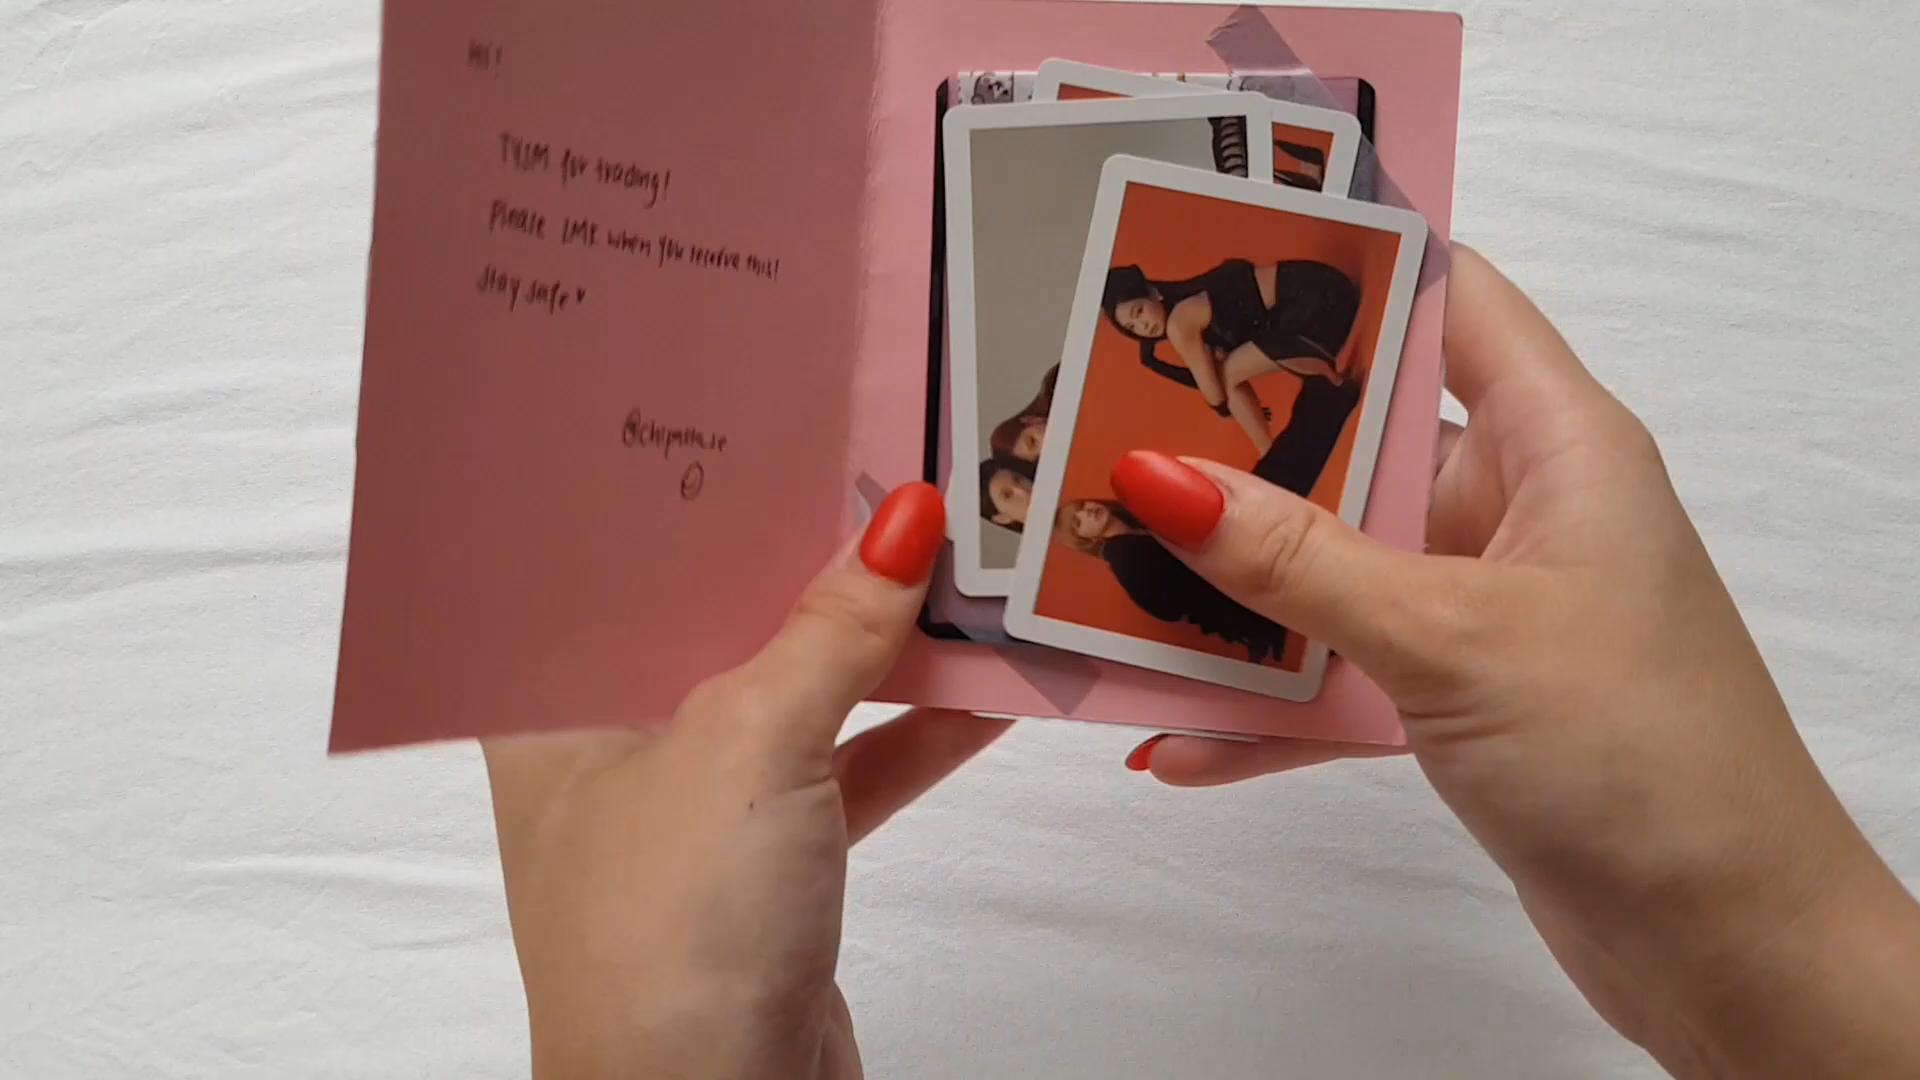 Hi!
TYSM for trading!
Please LMK when you receive this!
Stay safe ♥